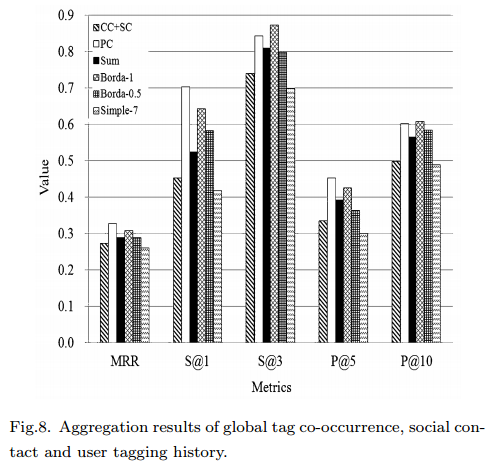 0.9
0.8
0.7
0.6
0.5
0.4
0.3
0.2
0.1
0.0
Value
CC+SC
PC
Sum
Borda-1
Borda-0.5
Simple-7
MRR S@1 S@3 P@5 P@10
Metrics
Fig.8. Aggregation results of global tag co-occurrence, social con-
tact and user tagging history.